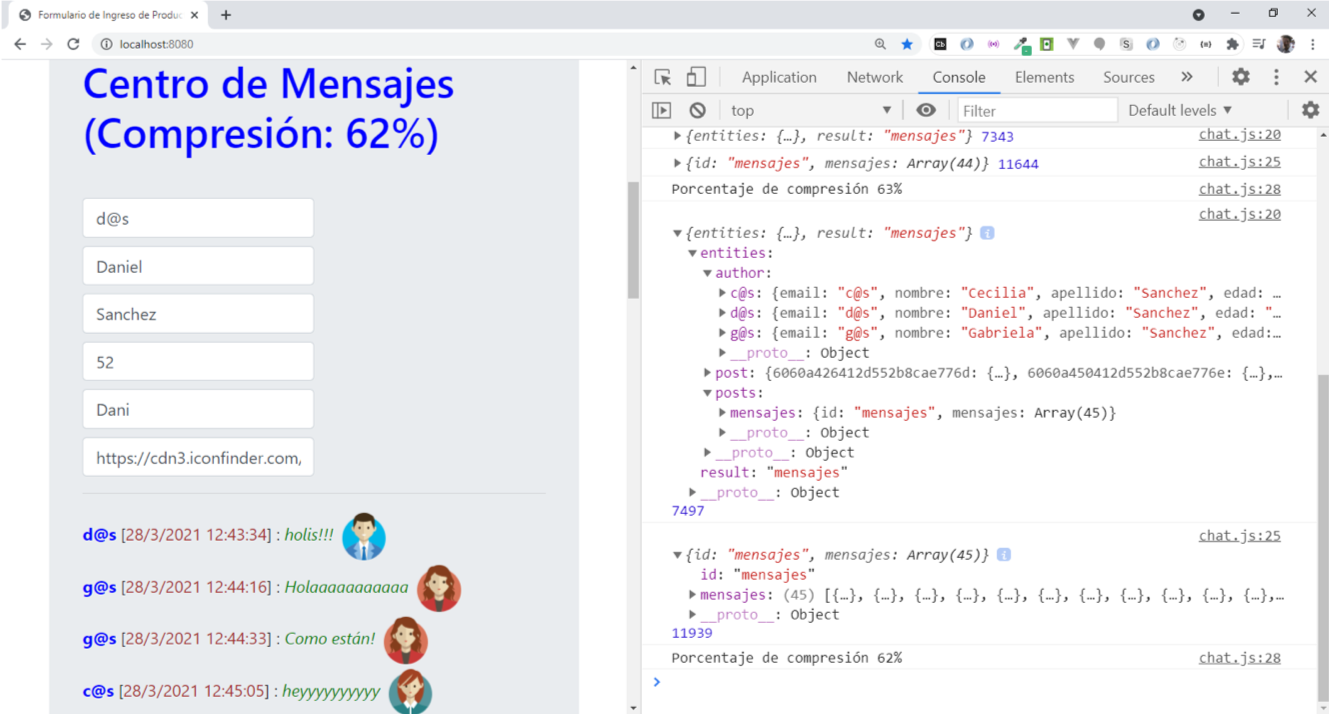 Formulario de Ingreso de Produc
localhost:8080
Centro de Mensajes
(Compresión: 62%)
d@s
Daniel
Sanchez
52
Dani
https://cdn3.iconfinder.com,
d@s [28/3/2021 12:43:34] : holis!!!
g@s [28/3/2021 12:44:16] : Holaaaaaaaaaaa
g@s [28/3/2021 12:44:33] : Como están!
c@s [28/3/2021 12:45:05] : heyyyyyyyyyy
Application Network Console Elements Sources »
top Filter Default levels
{entities: {…}, result: "mensajes"} 7343 chat.js:20
{id: "mensajes", mensajes: Array(44)} 11644 chat.js:25
Porcentaje de compresión 63% chat.js:28
chat.js:20
{entities: {…}, result: "mensajes"}
entities:
author:
c@s: {email: "c@s", nombre: "Cecilia", apellido: "Sanchez", edad: …
d@s: {email: "d@s", nombre: "Daniel", apellido: "Sanchez", edad: "…
g@s: {email: "g@s", nombre: "Gabriela", apellido: "Sanchez", edad:…
__proto__: Object
post: {6060a426412d552b8cae776d: {…}, 6060a450412d552b8cae776e: {…},…
posts:
mensajes: {id: "mensajes", mensajes: Array(45)}
__proto__: Object
__proto__: Object
result: "mensajes"
__proto__: Object
7497
chat.js:25
{id: "mensajes", mensajes: Array(45)}
id: "mensajes"
mensajes: (45) [{…}, {…}, {…}, {…}, {…}, {…}, {…}, {…}, {…}, {…}, {…},…
__proto__: Object
11939
Porcentaje de compresión 62% chat.js:28